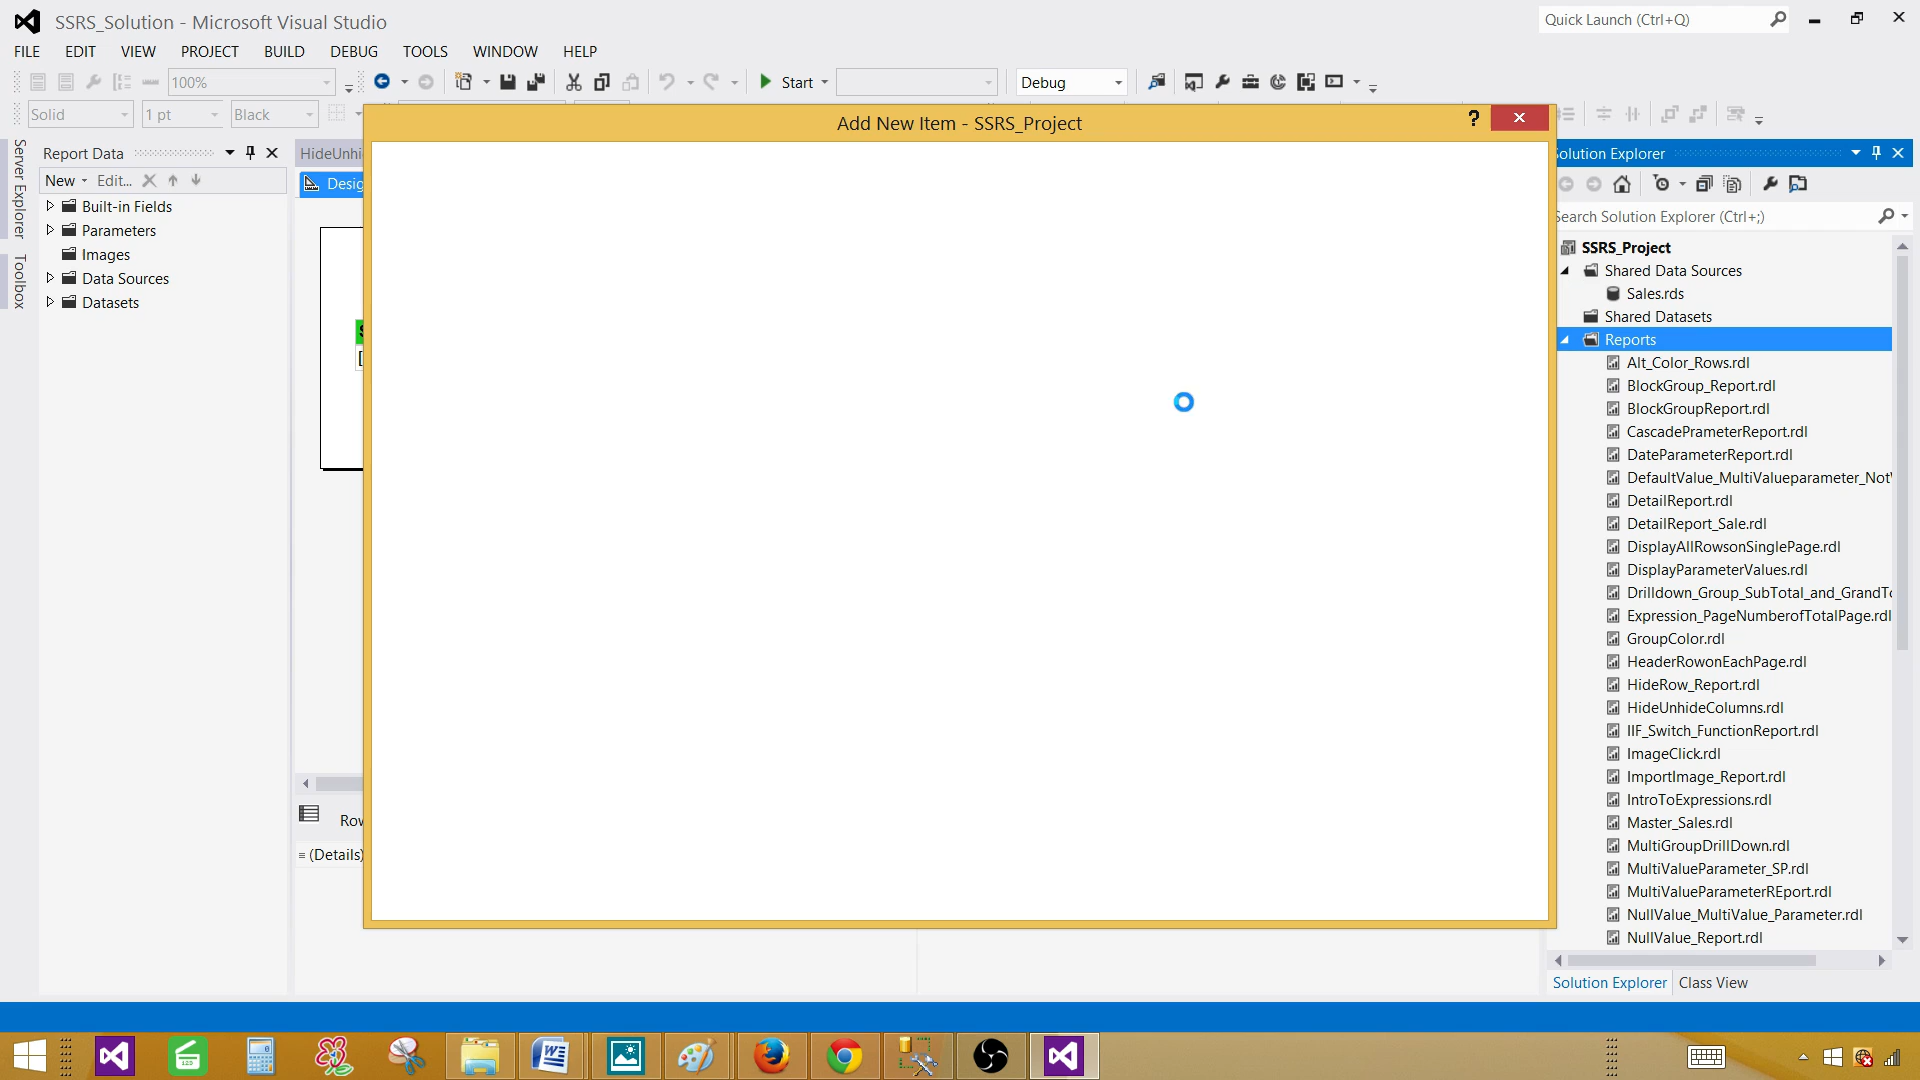 SSRS_Solution - Microsoft Visual Studio
Quick Launch (Ctrl+Q)
FILE EDIT VIEW PROJECT BUILD DEBUG TOOLS WINDOW HELP
100% Start Debug
Solid 1 pt Black
Add New Item - SSRS_Project
?
Server Explorer
Toolbox
Report Data
New Edit...
Built-in Fields
Parameters
Images
Data Sources
Datasets
HideUnhi
Desig
[
Row
(Details)
Solution Explorer
Search Solution Explorer (Ctrl+;)
SSRS_Project
Shared Data Sources
Sales.rds
Shared Datasets
Reports
Alt_Color_Rows.rdl
BlockGroup_Report.rdl
BlockGroupReport.rdl
CascadePrameterReport.rdl
DateParameterReport.rdl
DefaultValue_MultiValueparameter_Not
DetailReport.rdl
DetailReport_Sale.rdl
DisplayAllRowsonSinglePage.rdl
DisplayParameterValues.rdl
Drilldown_Group_SubTotal_and_GrandTo
Expression_PageNumberofTotalPage.rdl
GroupColor.rdl
HeaderRowonEachPage.rdl
HideRow_Report.rdl
HideUnhideColumns.rdl
IIF_Switch_FunctionReport.rdl
ImageClick.rdl
ImportImage_Report.rdl
IntroToExpressions.rdl
Master_Sales.rdl
MultiGroupDrillDown.rdl
MultiValueParameter_SP.rdl
MultiValueParameterREport.rdl
NullValue_MultiValue_Parameter.rdl
NullValue_Report.rdl
Solution Explorer Class View